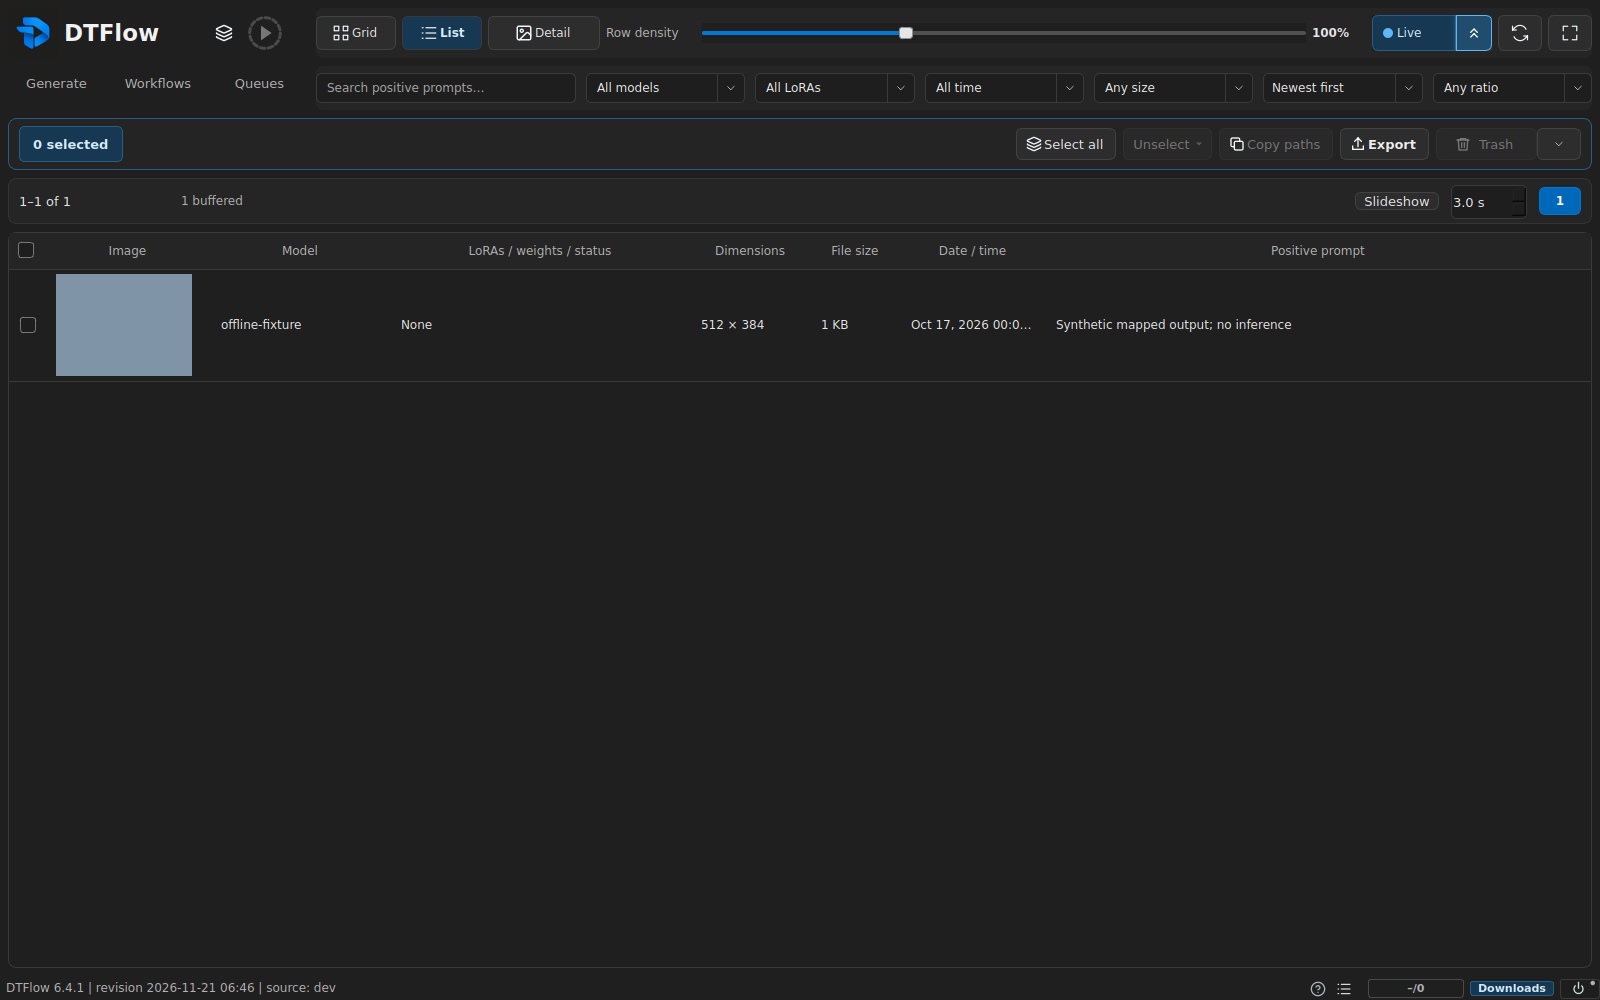 DTFlow
Grid
List
Detail
Row density
100%
Live
Generate
Workflows
Queues
Search positive prompts...
All models
All LoRAs
All time
Any size
Newest first
Any ratio
0 selected
Select all
Unselect
Copy paths
Export
Trash
1–1 of 1
1 buffered
Slideshow
3.0 s
1
Image
Model
LoRAs / weights / status
Dimensions
File size
Date / time
Positive prompt
offline-fixture
None
512 × 384
1 KB
Oct 17, 2026 00:0...
Synthetic mapped output; no inference
DTFlow 6.4.1 | revision 2026-11-21 06:46 | source: dev
–/0
Downloads